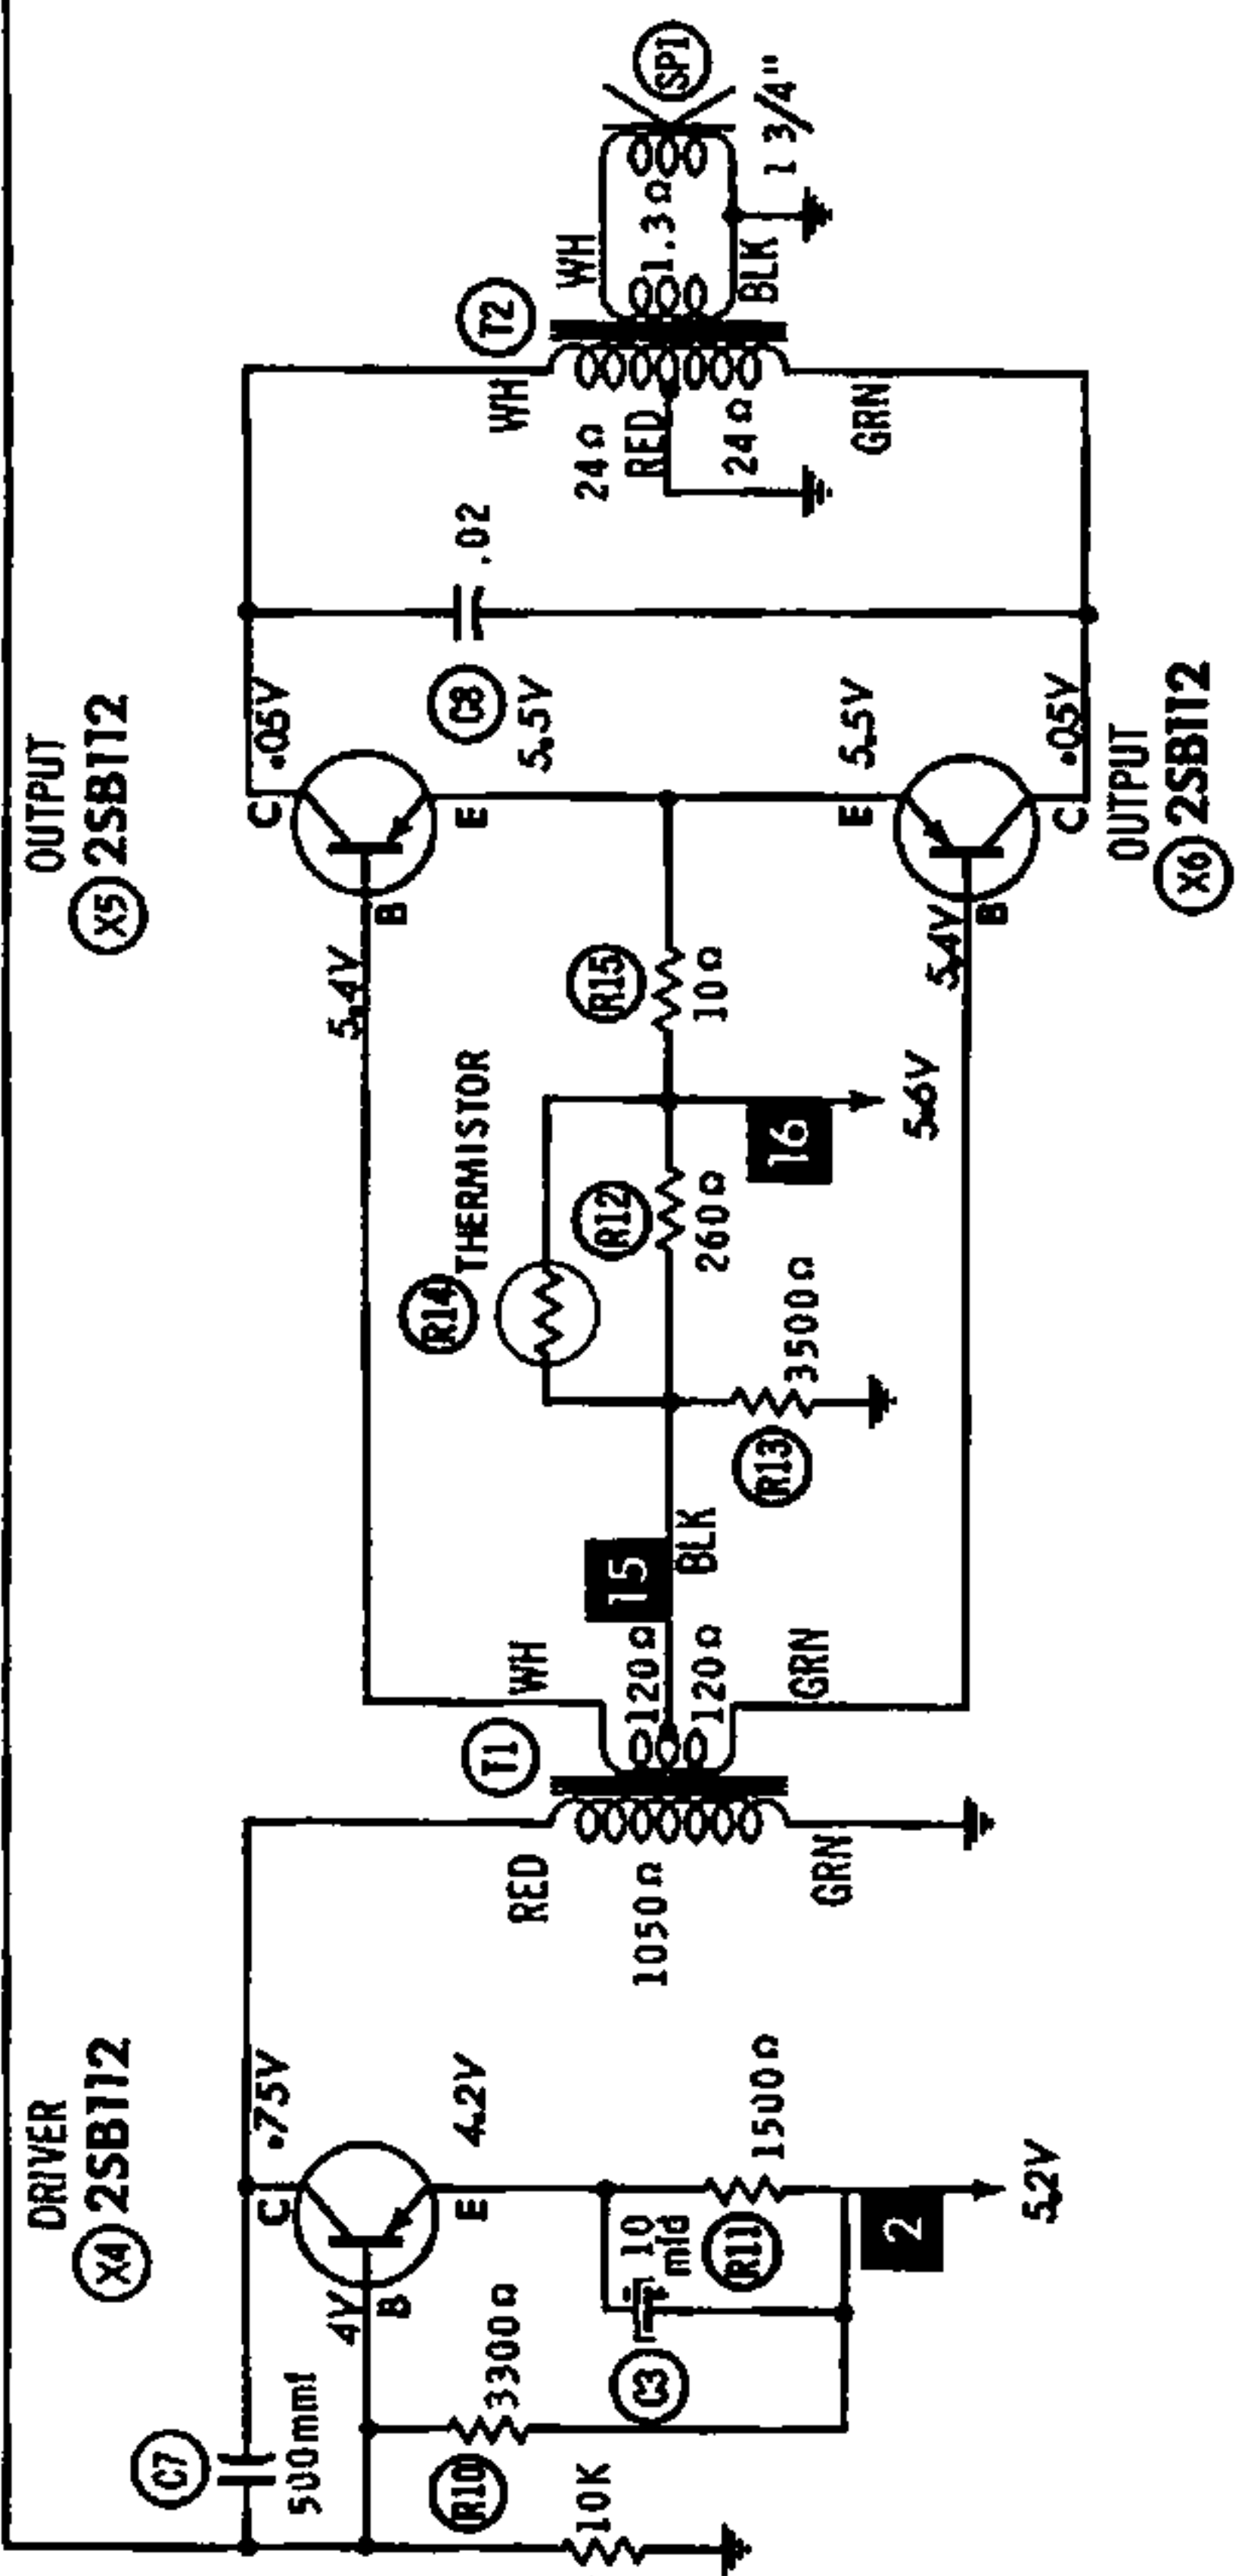 DRIVER
X4 2SB112
C7
500mmf
.75V
C
4V
B
E
4.2V
R10
3300Ω
10K
C3
10
mfd
R11
1500Ω
2
5.2V
T1
RED
1050Ω
GRN
WH
120Ω
120Ω
GRN
15
BLK
R13
3500Ω
R14
THERMISTOR
R12
260Ω
16
5.6V
R15
10Ω
OUTPUT
X5 2SB112
5.4V
B
C
.05V
E
5.5V
C8
.02
5.5V
E
5.4V
B
C
.05V
OUTPUT
X6 2SB112
T2
WH
24Ω
RED
24Ω
GRN
WH
1.3Ω
BLK
SP1
1 3/4"